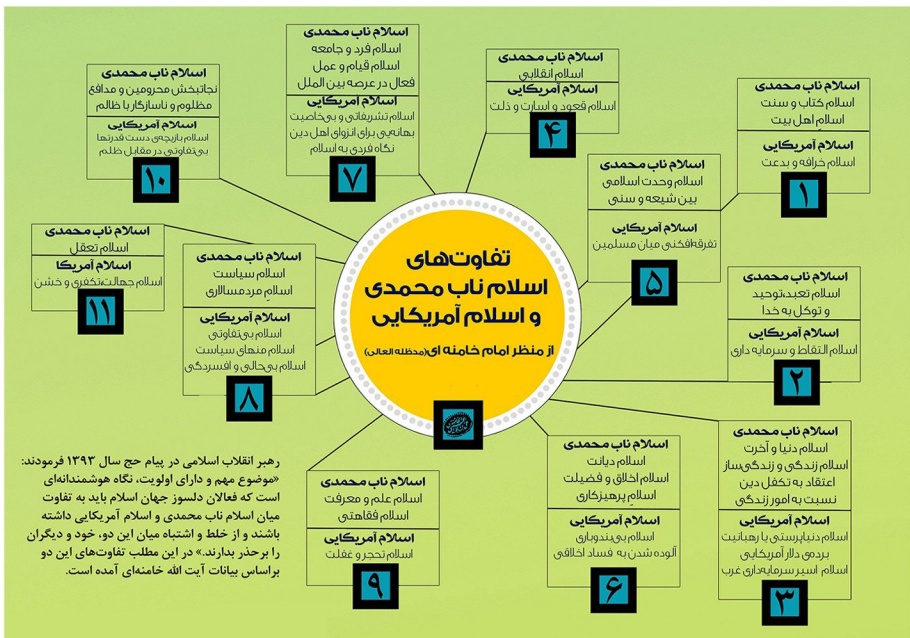 تفاوت‌های
اسلام ناب محمدی
و اسلام آمریکایی
از منظر امام خامنه ای(مدظله العالی)
اسلام ناب محمدی
اسلام کتاب و سنت
اسلامِ اهل بیت
اسلام آمریکایی
اسلام خرافه و بدعت
۱
اسلام ناب محمدی
اسلام تعبد،توحید
و توکل به خدا
اسلام آمریکایی
اسلام التقاط و سرمایه داری
۲
اسلام ناب محمدی
اسلام دنیا و آخرت
اسلام زندگی و زندگی‌ساز
اعتقاد به تکفل دین
نسبت به امور زندگی
اسلام آمریکایی
اسلام دنیاپرستی یا رهبانیت
برده‌ی دلار آمریکایی
اسلام اسیر سرمایه‌داری غرب
۳
اسلام ناب محمدی
اسلام انقلابی
اسلام آمریکایی
اسلام قعود و اسارت و ذلت
۴
اسلام ناب محمدی
اسلام وحدت اسلامی
بین شیعه و سنی
اسلام آمریکایی
تفرقه‌افکنی میان مسلمین
۵
اسلام ناب محمدی
اسلام دیانت
اسلام اخلاق و فضیلت
اسلامِ پرهیزکاری
اسلام آمریکایی
اسلام بی‌بندوباری
آلوده شدن به فساد اخلاقی
۶
اسلام ناب محمدی
اسلام فرد و جامعه
اسلام قیام و عمل
فعال در عرصه بین الملل
اسلام آمریکایی
اسلام تشریفاتی و بی‌خاصیت
بهانه‌یی برای انزوای اهل دین
نگاه فردی به اسلام
۷
اسلام ناب محمدی
اسلام سیاست
اسلامِ مردمسالاری
اسلام آمریکایی
اسلام بی‌تفاوتی
اسلام منهای سیاست
اسلام بی‌حالی و افسردگی
۸
اسلام ناب محمدی
اسلام علم و معرفت
اسلام فقاهتی
اسلام آمریکایی
اسلام تحجر و غفلت
۹
اسلام ناب محمدی
نجاتبخش محرومین و مدافع
مظلوم و ناسازگار با ظالم
اسلام آمریکایی
اسلام بازیچه‌ی دست قدرتها
بی‌تفاوتی در مقابل ظلم
۱۰
اسلام ناب محمدی
اسلام تعقل
اسلام آمریکا
اسلام جهالت،تکفری و خشن
۱۱
رهبر انقلاب اسلامی در پیام حج سال ۱۳۹۳ فرمودند:
«موضوع مهم و دارای اولویت، نگاه هوشمندانه‌ای
است که فعالان دلسوز جهان اسلام باید به تفاوت
میان اسلام ناب محمدی و اسلام آمریکایی داشته
باشند و از خلط و اشتباه میان این دو، خود و دیگران
را برحذر بدارند.» در این مطلب تفاوت‌های این دو
براساس بیانات آیت الله خامنه‌ای آمده است.